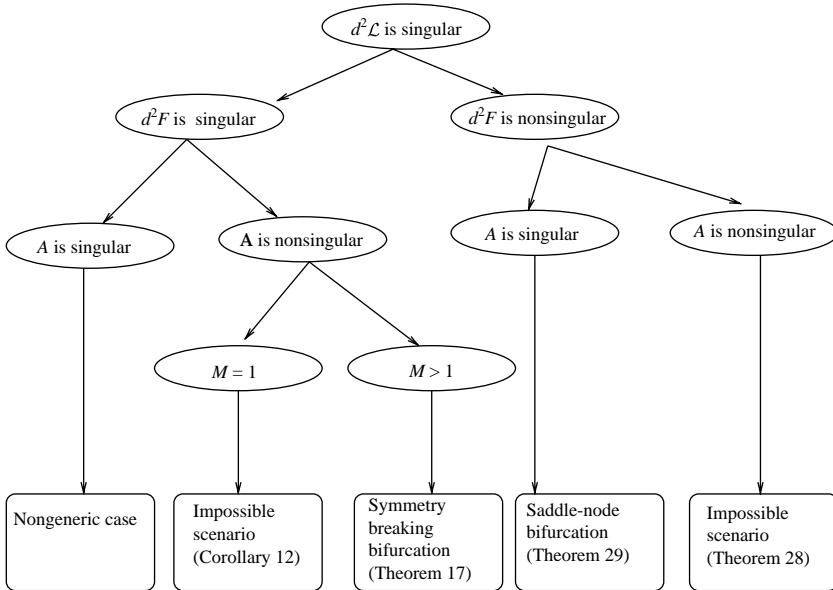 d²ℒ is singular
d²F is singular
d²F is nonsingular
A is singular
A is nonsingular
A is singular
A is nonsingular
M = 1
M > 1
Nongeneric case
Impossible
scenario
(Corollary 12)
Symmetry
breaking
bifurcation
(Theorem 17)
Saddle-node
bifurcation
(Theorem 29)
Impossible
scenario
(Theorem 28)